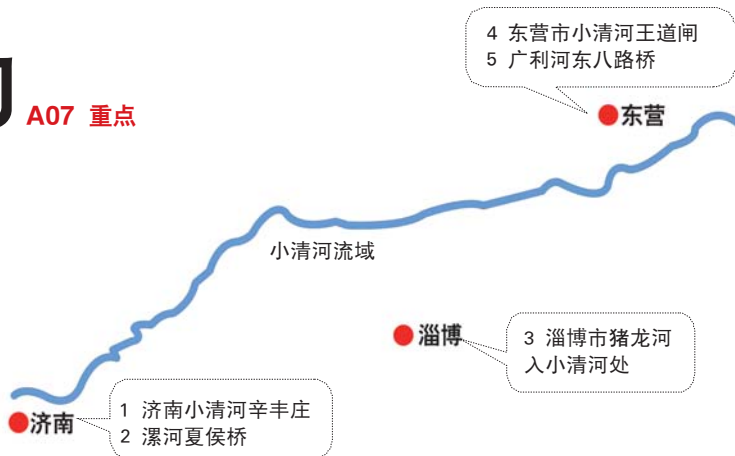 A07 重点
4 东营市小清河王道闸
5 广利河东八路桥
东营
小清河流域
淄博
3 淄博市猪龙河
入小清河处
济南
1 济南小清河辛丰庄
2 漯河夏侯桥